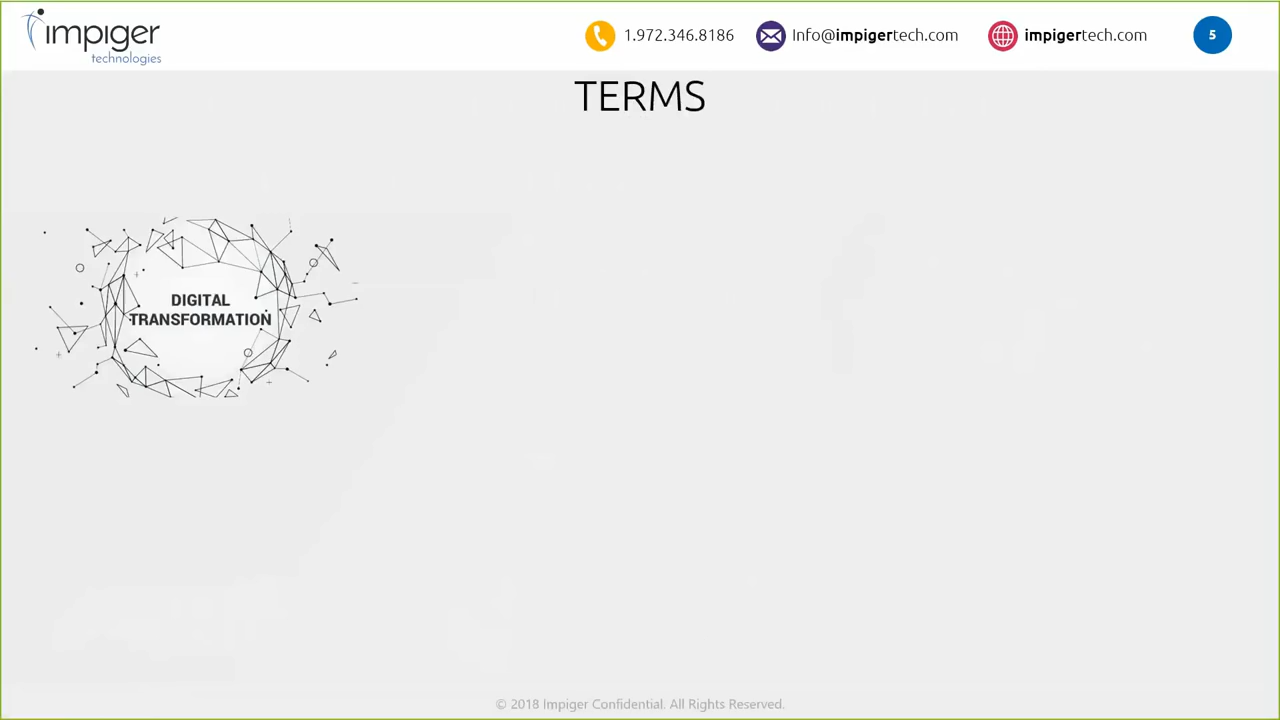 impiger
technologies
1.972.346.8186
Info@impigertech.com
impigertech.com
5
TERMS
DIGITAL
TRANSFORMATION
© 2018 Impiger Confidential. All Rights Reserved.